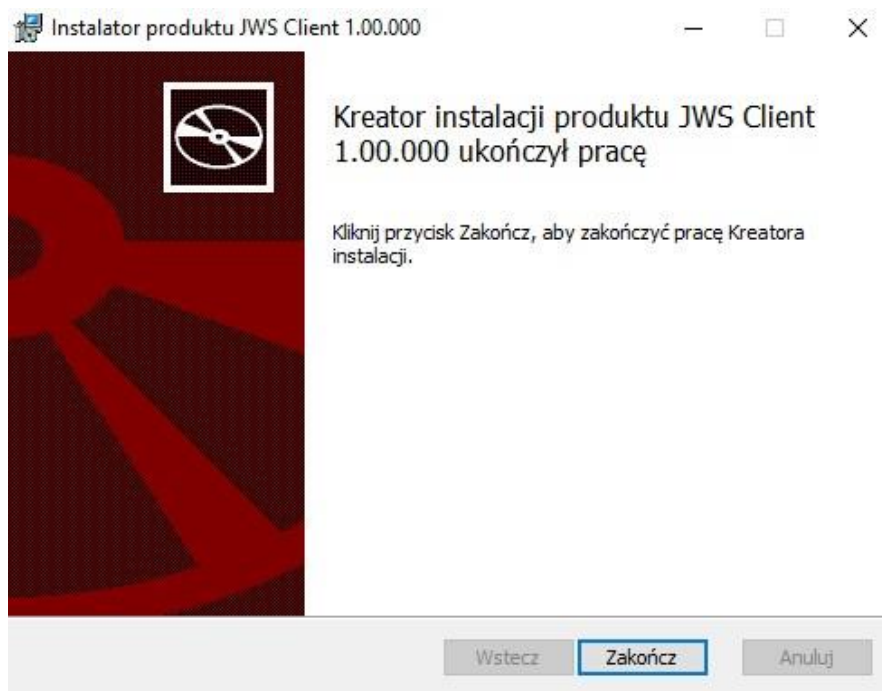 Instalator produktu JWS Client 1.00.000
Kreator instalacji produktu JWS Client
1.00.000 ukończył pracę
Kliknij przycisk Zakończ, aby zakończyć pracę Kreatora
instalacji.
Wstecz
Zakończ
Anuluj